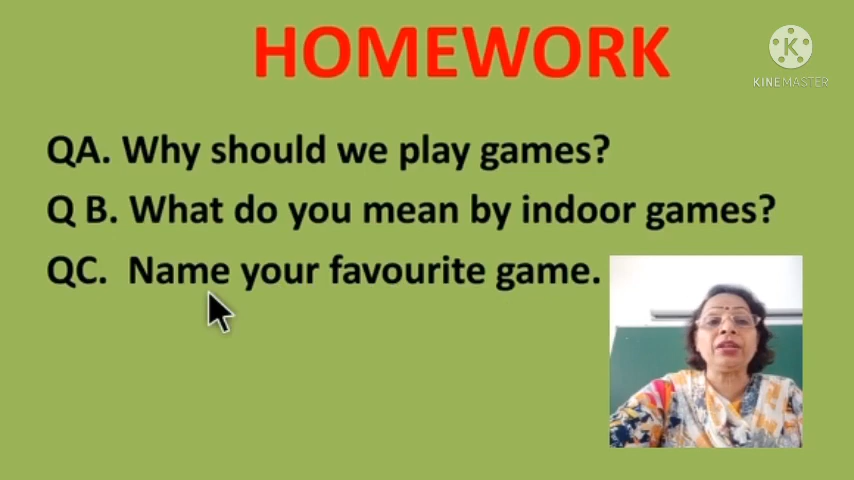 HOMEWORK
K
KINEMASTER
QA. Why should we play games?
Q B. What do you mean by indoor games?
QC. Name your favourite game.